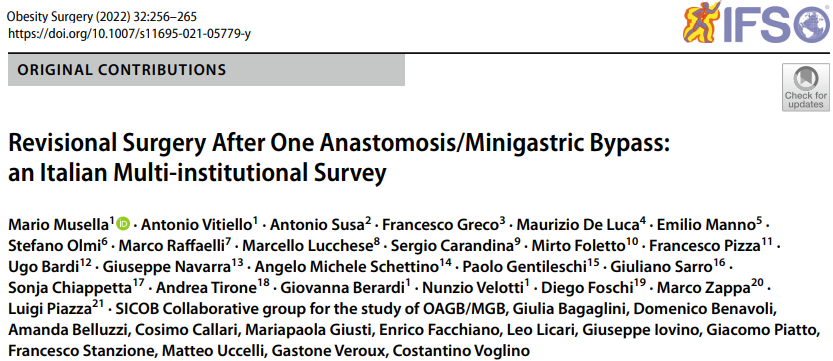 Obesity Surgery (2022) 32:256–265
https://doi.org/10.1007/s11695-021-05779-y
IFSO
ORIGINAL CONTRIBUTIONS
Check for
updates
Revisional Surgery After One Anastomosis/Minigastric Bypass:
an Italian Multi-institutional Survey
Mario Musella1 iD · Antonio Vitiello1 · Antonio Susa2 · Francesco Greco3 · Maurizio De Luca4 · Emilio Manno5 ·
Stefano Olmi6 · Marco Raffaelli7 · Marcello Lucchese8 · Sergio Carandina9 · Mirto Foletto10 · Francesco Pizza11 ·
Ugo Bardi12 · Giuseppe Navarra13 · Angelo Michele Schettino14 · Paolo Gentileschi15 · Giuliano Sarro16 ·
Sonja Chiappetta17 · Andrea Tirone18 · Giovanna Berardi1 · Nunzio Velotti1 · Diego Foschi19 · Marco Zappa20 ·
Luigi Piazza21 · SICOB Collaborative group for the study of OAGB/MGB, Giulia Bagaglini, Domenico Benavoli,
Amanda Belluzzi, Cosimo Callari, Mariapaola Giusti, Enrico Facchiano, Leo Licari, Giuseppe Iovino, Giacomo Piatto,
Francesco Stanzione, Matteo Uccelli, Gastone Veroux, Costantino Voglino